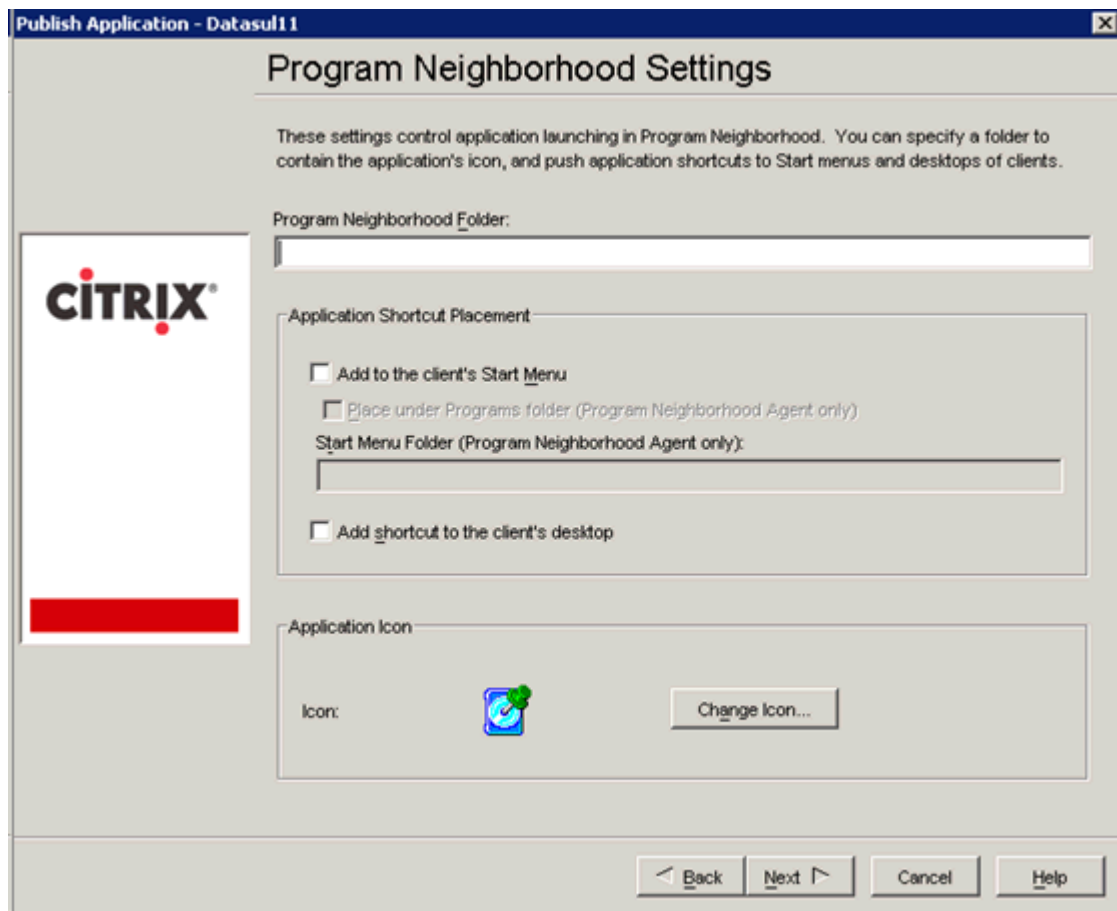 Publish Application - Datasul11
Program Neighborhood Settings
These settings control application launching in Program Neighborhood. You can specify a folder to
contain the application's icon, and push application shortcuts to Start menus and desktops of clients.
Program Neighborhood Folder:
CITRIX®
Application Shortcut Placement
Add to the client's Start Menu
Place under Programs folder (Program Neighborhood Agent only)
Start Menu Folder (Program Neighborhood Agent only):
Add shortcut to the client's desktop
Application Icon
Icon:
Change Icon...
Back
Next
Cancel
Help